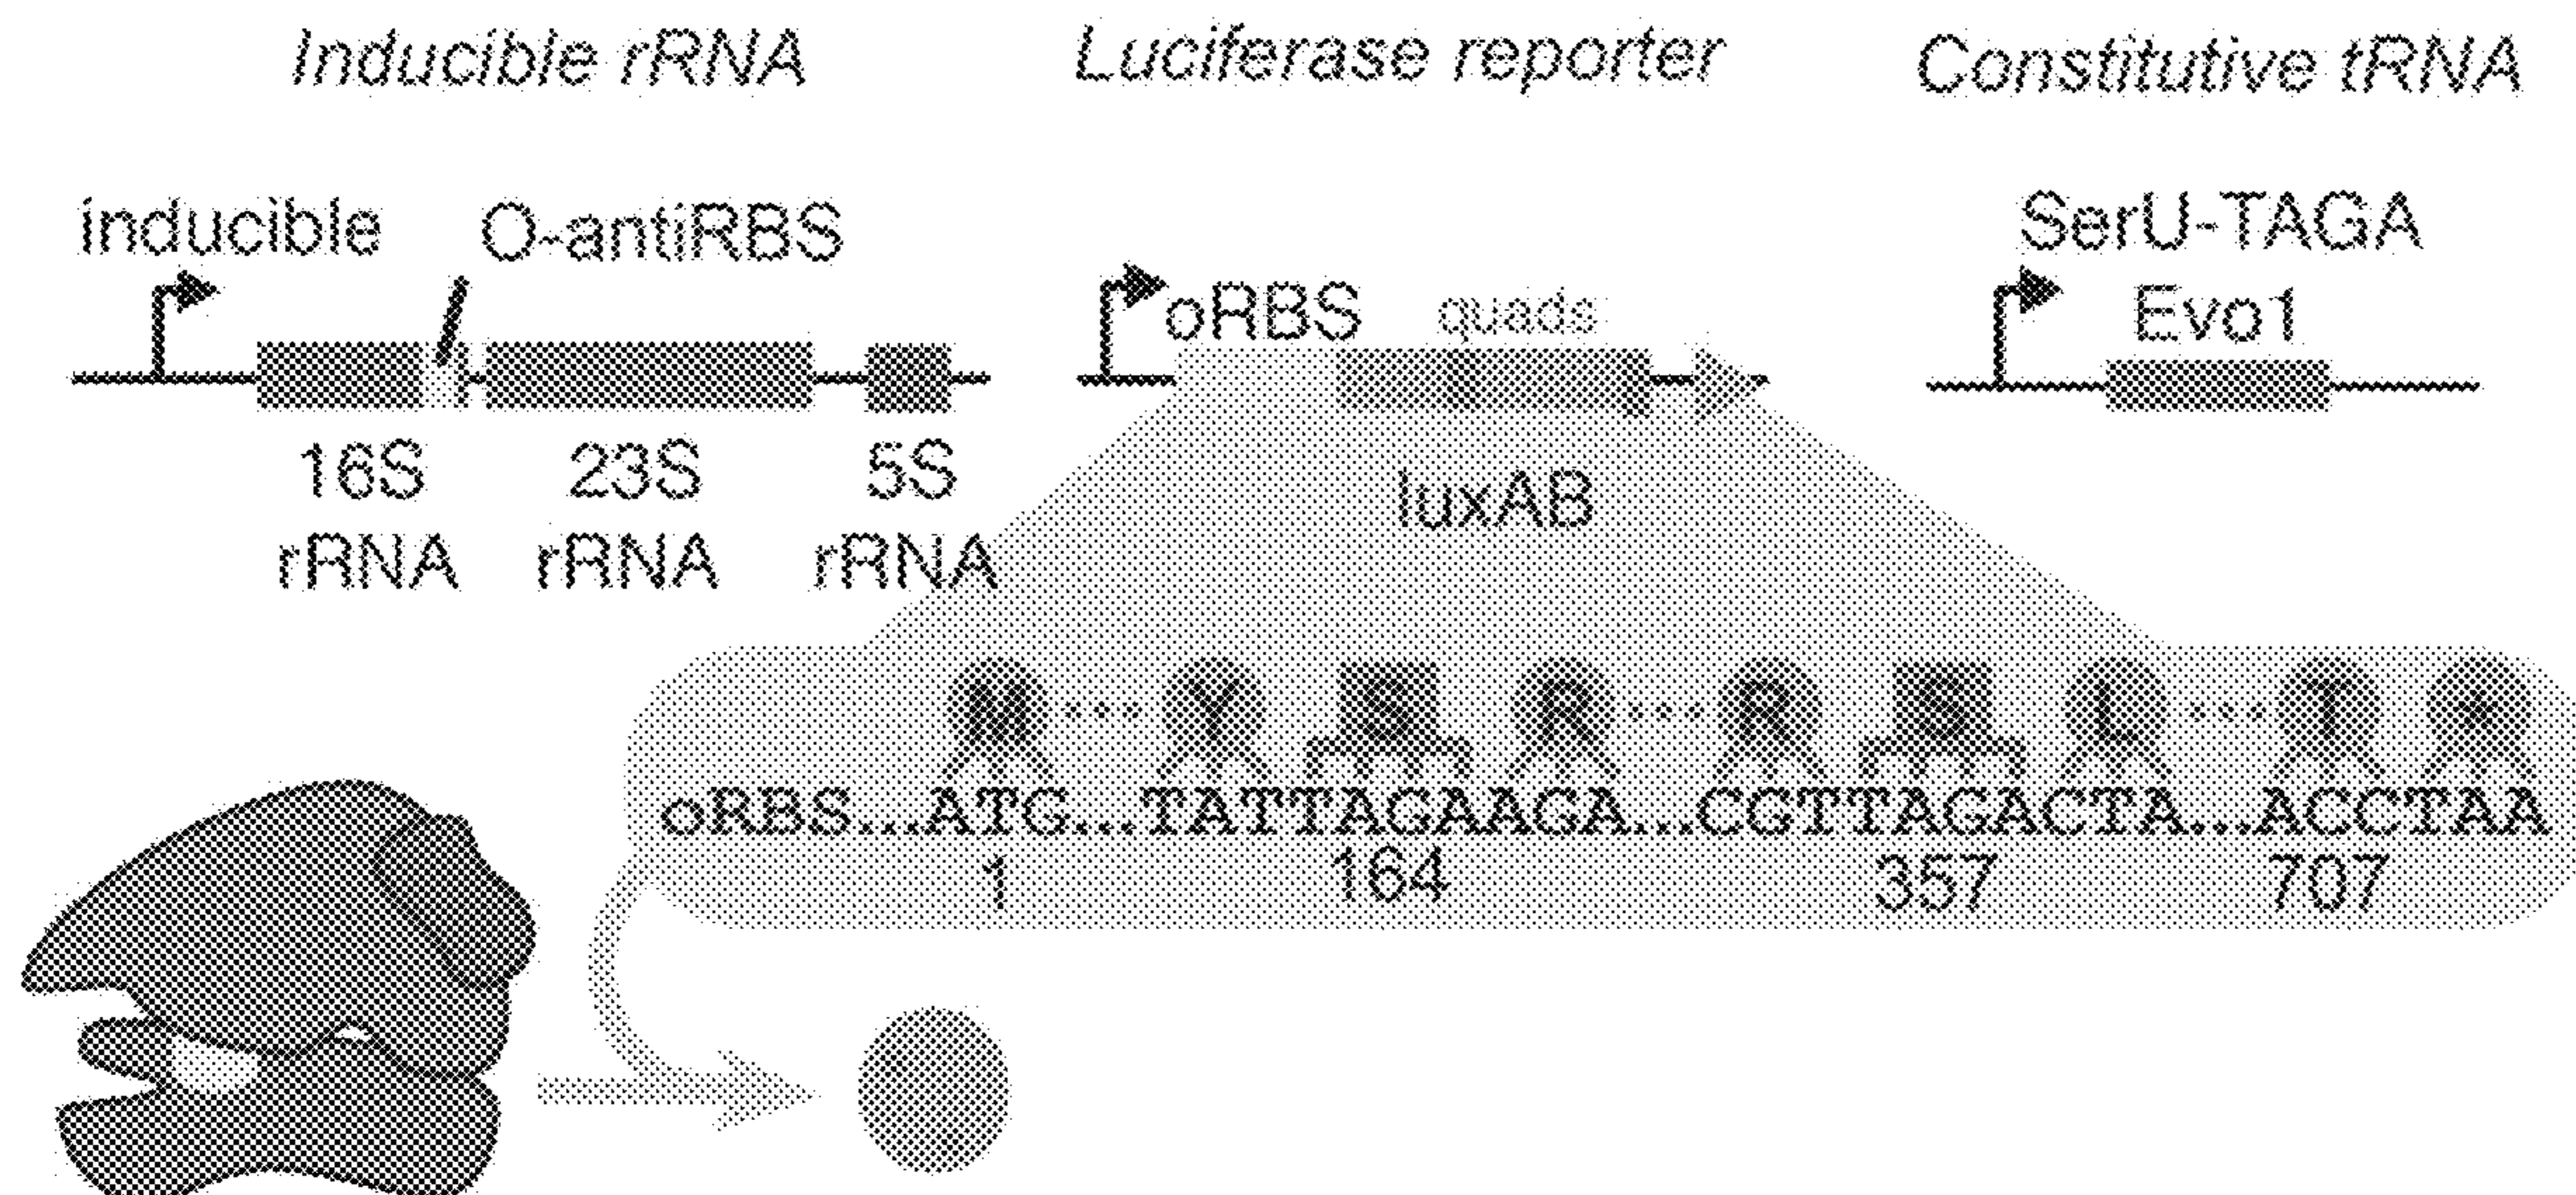 Inducible rRNA
Luciferase reporter
Constitutive tRNA
inducible
O-antiRBS
16S
rRNA
23S
rRNA
5S
rRNA
oRBS
quads
luxAB
SerU-TAGA
Evo1
M ... Y S R ... R S L ... T *
oRBS...ATG...TATTAGAAGA...CGTTAGACTA...ACCTAA
1 164 357 707